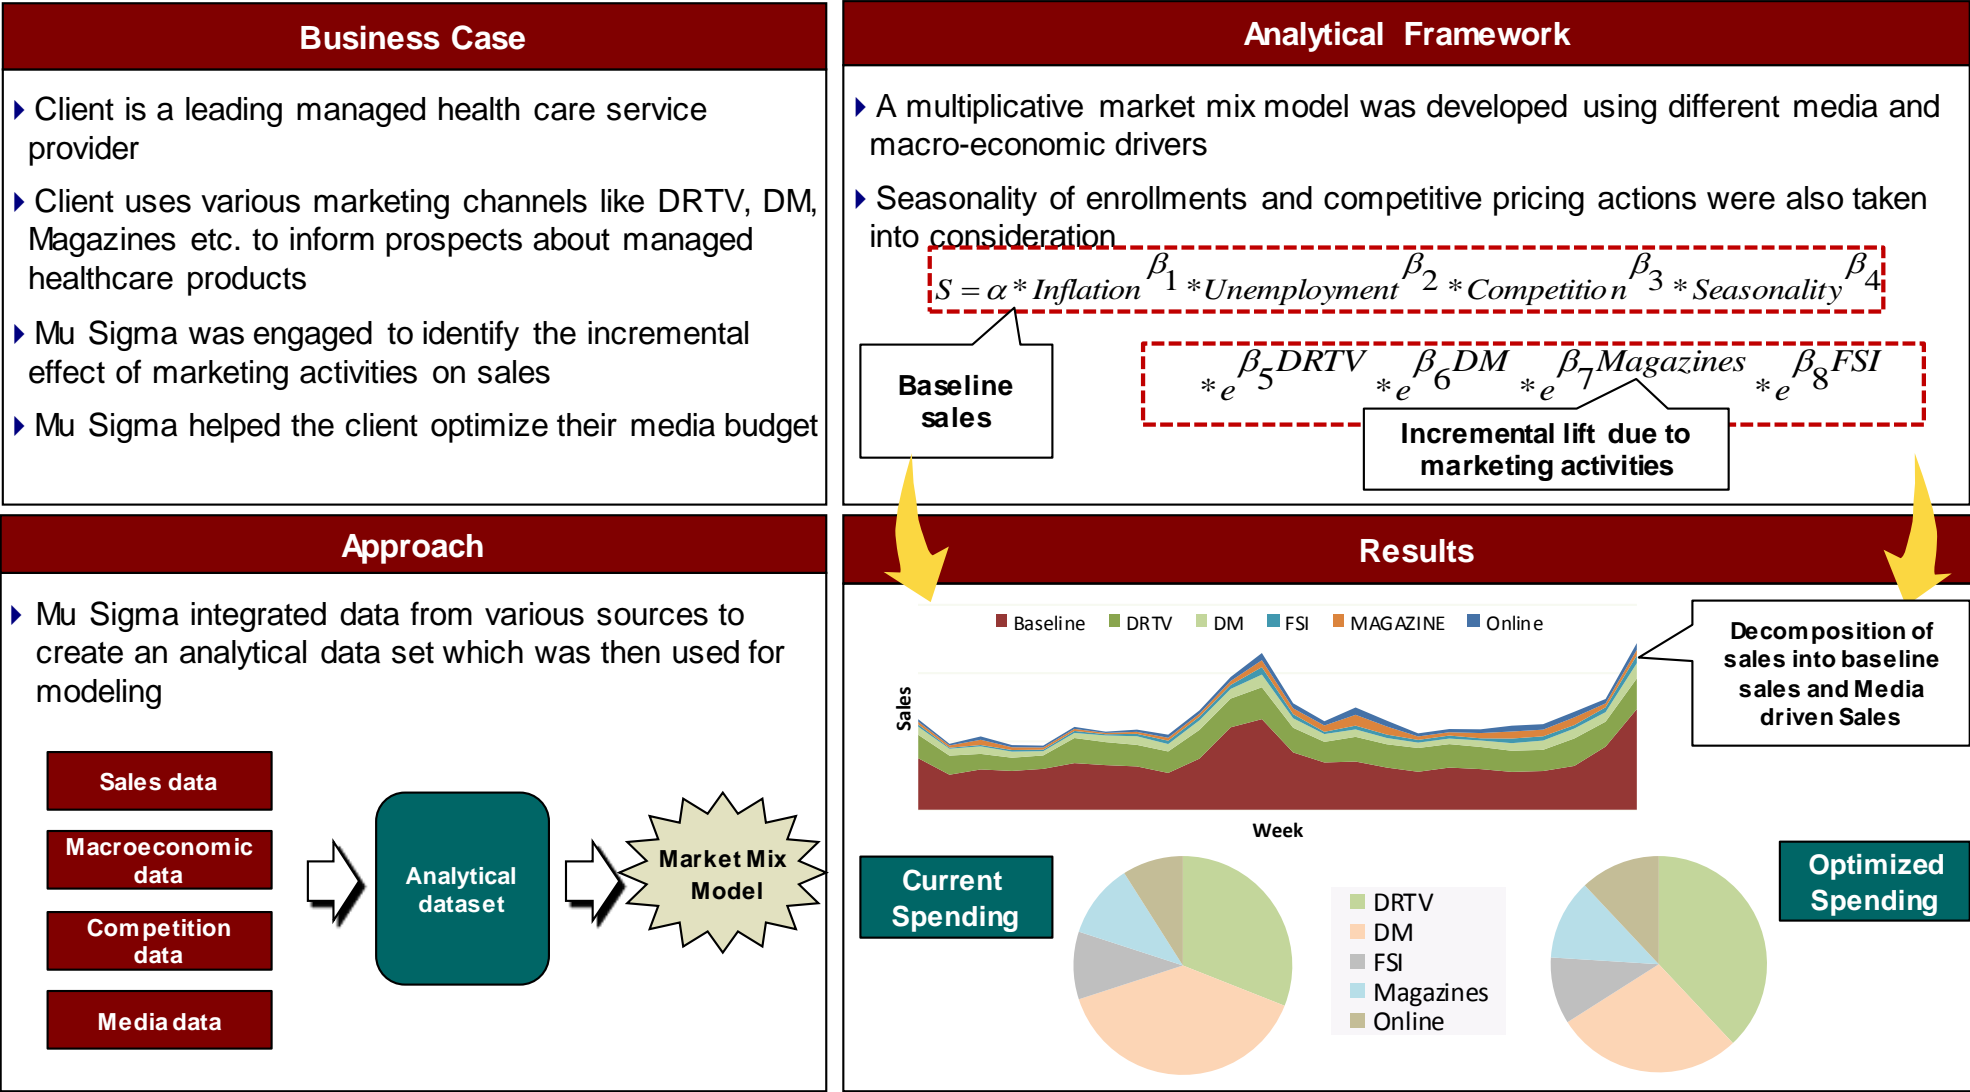 Business Case
Client is a leading managed health care service
provider
Client uses various marketing channels like DRTV, DM,
Magazines etc. to inform prospects about managed
healthcare products
Mu Sigma was engaged to identify the incremental
effect of marketing activities on sales
Mu Sigma helped the client optimize their media budget
Analytical Framework
A multiplicative market mix model was developed using different media and
macro-economic drivers
Seasonality of enrollments and competitive pricing actions were also taken
into consideration
S = α * Inflation^β1 * Unemployment^β2 * Competition^β3 * Seasonality^β4
* e^β5DRTV * e^β6DM * e^β7Magazines * e^β8FSI
Baseline
sales
Incremental lift due to
marketing activities
Approach
Mu Sigma integrated data from various sources to
create an analytical data set which was then used for
modeling
Sales data
Macroeconomic
data
Competition
data
Media data
Analytical
dataset
Market Mix
Model
Results
Baseline DRTV DM FSI MAGAZINE Online
Sales
Week
Decomposition of
sales into baseline
sales and Media
driven Sales
Current
Spending
DRTV
DM
FSI
Magazines
Online
Optimized
Spending